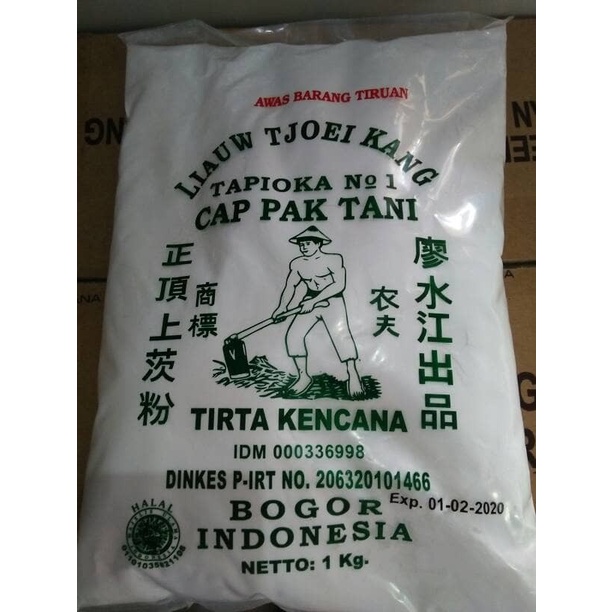 AWAS BARANG TIRUAN
LIAUW TJOEI KANG
TAPIOKA No 1
CAP PAK TANI
正頂上茨粉
商標
农夫
廖水江出品
TIRTA KENCANA
IDM 000336998
DINKES P-IRT NO. 206320101466
Exp. 01-02-2020
HALAL
BOGOR
INDONESIA
NETTO: 1 Kg.